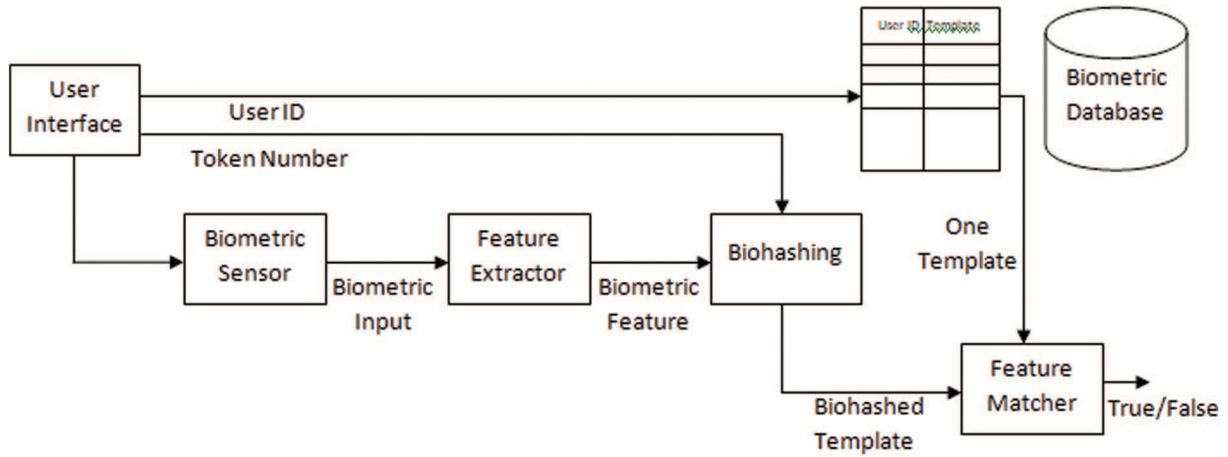 User ID Template
User
Interface
User ID
Token Number
Biometric
Database
Biometric
Sensor
Biometric
Input
Feature
Extractor
Biometric
Feature
Biohashing
One
Template
Biohashed
Template
Feature
Matcher
True/False